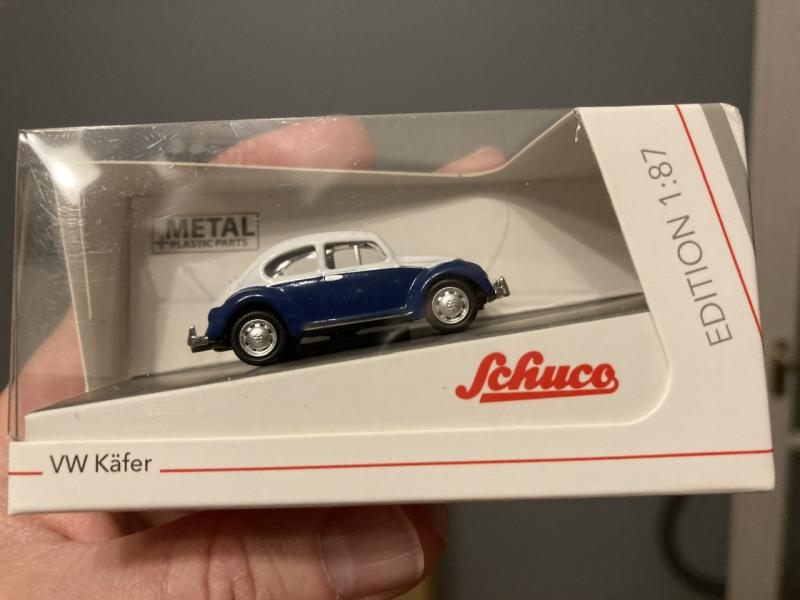 METAL
+PLASTIC PARTS
EDITION 1:87
Schuco
VW Käfer